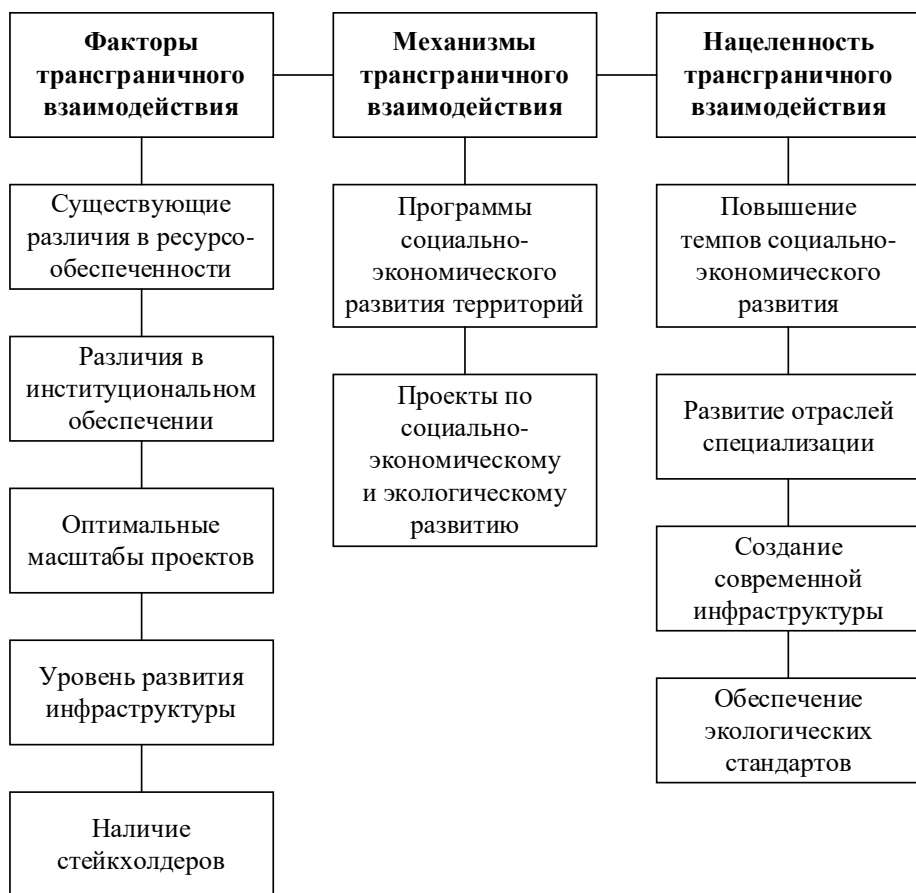 Факторы
трансграничного
взаимодействия
Существующие
различия в ресурсо-
обеспеченности
Различия в
институциональном
обеспечении
Оптимальные
масштабы проектов
Уровень развития
инфраструктуры
Наличие
стейкхолдеров
Механизмы
трансграничного
взаимодействия
Программы
социально-
экономического
развития территорий
Проекты по
социально-
экономическому
и экологическому
развитию
Нацеленность
трансграничного
взаимодействия
Повышение
темпов социально-
экономического
развития
Развитие отраслей
специализации
Создание
современной
инфраструктуры
Обеспечение
экологических
стандартов